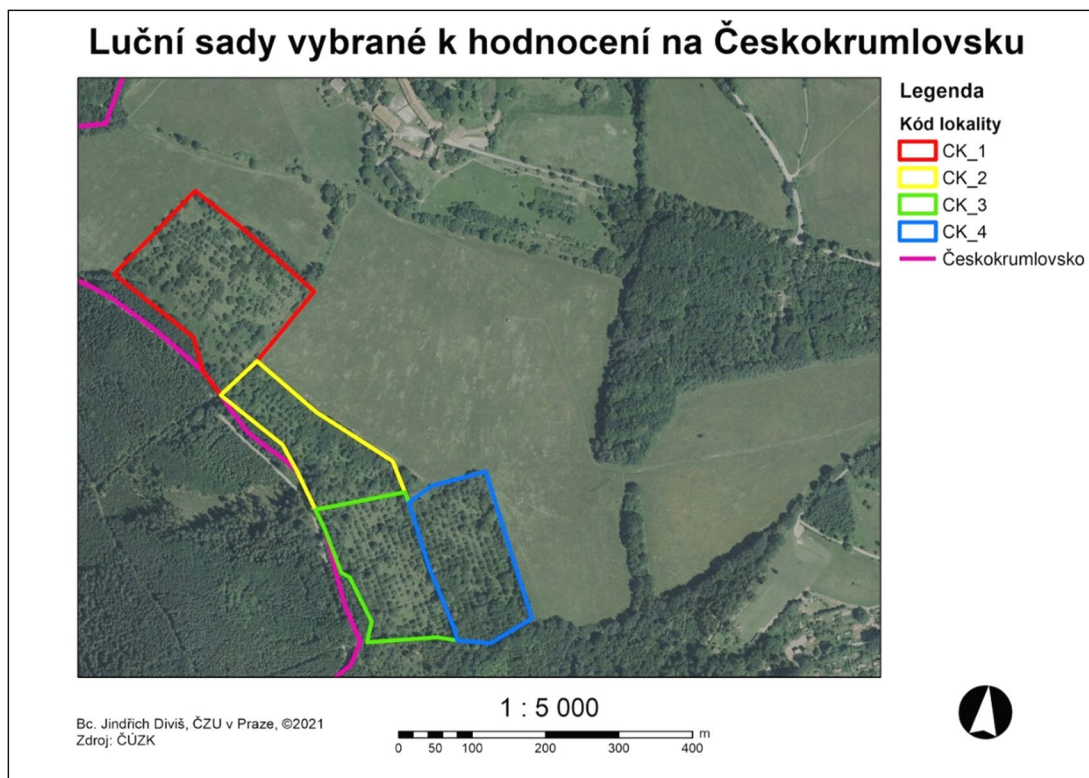 Luční sady vybrané k hodnocení na Českokrumlovsku
Legenda
Kód lokality
CK_1
CK_2
CK_3
CK_4
Českokrumlovsko
Bc. Jindřich Diviš, ČZU v Praze, ©2021
Zdroj: ČÚZK
1 : 5 000
0 50 100 200 300 400 m